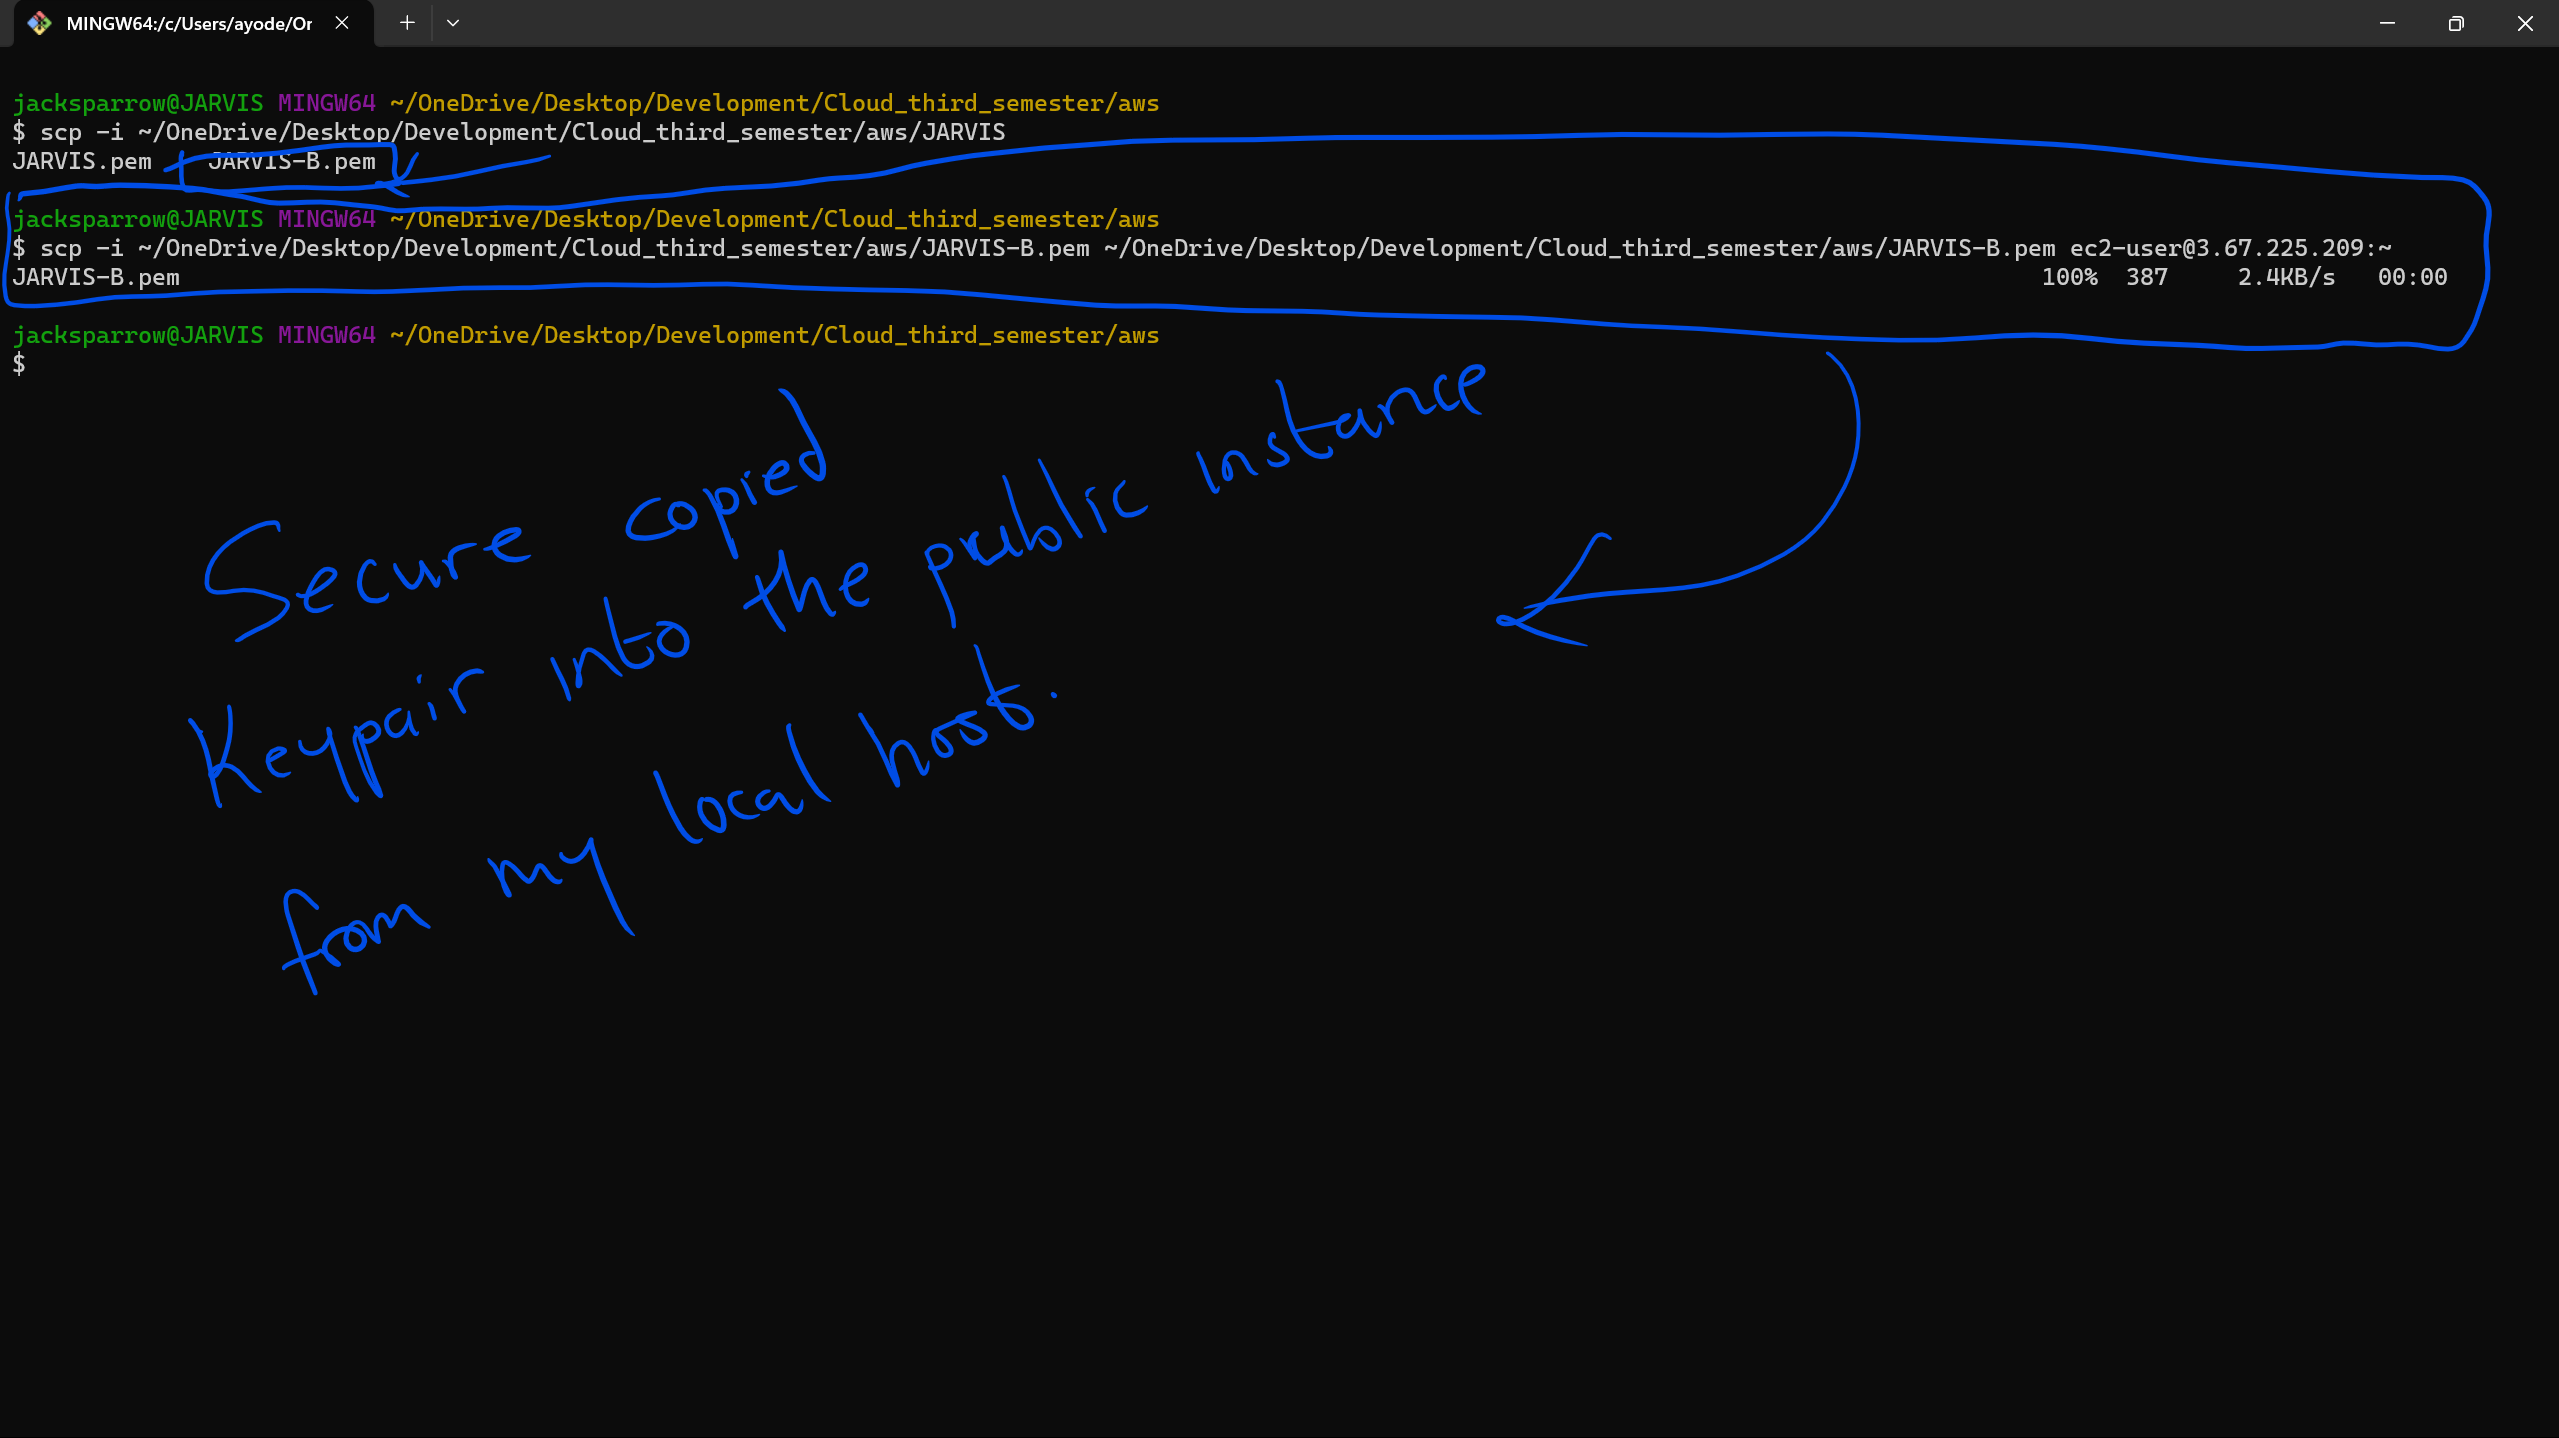 MINGW64:/c/Users/ayode/Or
jacksparrow@JARVIS MINGW64 ~/OneDrive/Desktop/Development/Cloud_third_semester/aws
$ scp -i ~/OneDrive/Desktop/Development/Cloud_third_semester/aws/JARVIS
JARVIS.pem    JARVIS-B.pem
jacksparrow@JARVIS MINGW64 ~/OneDrive/Desktop/Development/Cloud_third_semester/aws
$ scp -i ~/OneDrive/Desktop/Development/Cloud_third_semester/aws/JARVIS-B.pem ~/OneDrive/Desktop/Development/Cloud_third_semester/aws/JARVIS-B.pem ec2-user@3.67.225.209:~
JARVIS-B.pem    100%  387     2.4KB/s   00:00
jacksparrow@JARVIS MINGW64 ~/OneDrive/Desktop/Development/Cloud_third_semester/aws
$
Secure copied
Keypair into the public instance
from my local host.